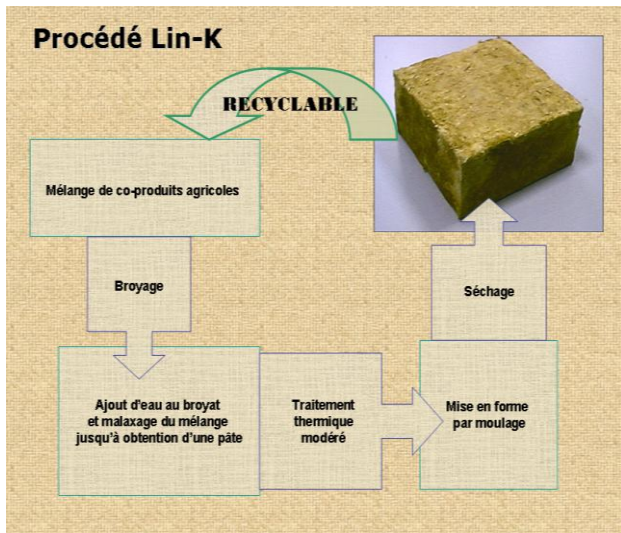 Procédé Lin-K
RECYCLABLE
Mélange de co-produits agricoles
Broyage
Ajout d'eau au broyat
et malaxage du mélange
jusqu'à obtention d'une pâte
Traitement
thermique
modéré
Mise en forme
par moulage
Séchage